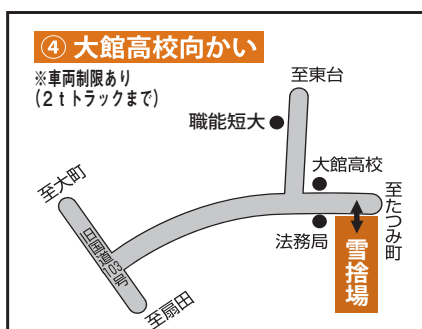 ④ 大館高校向かい
※車両制限あり
(2tトラックまで)
至東台
職能短大
大館高校
至大町
至たつみ町
旧国道103号
法務局
雪捨場
至扇田